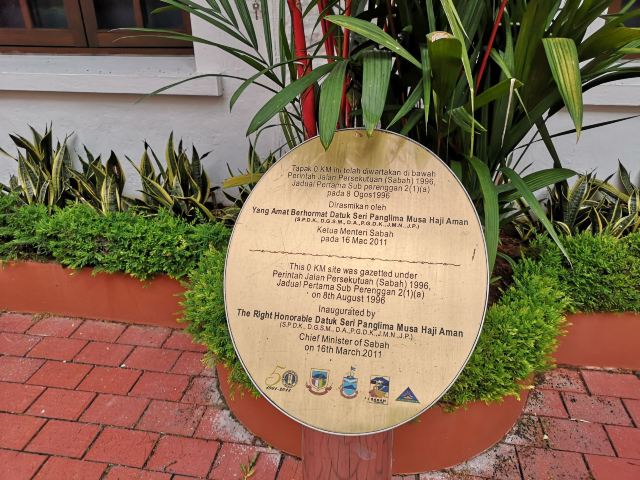 Tapak 0 KM ini telah diwartakan di bawah
Perintah Jalan Persekutuan (Sabah) 1996,
Jadual Pertama Sub perenggan 2(1)(a)
pada 8 Ogos1996
Dirasmikan oleh
Yang Amat Berhormat Datuk Seri Panglima Musa Haji Aman
(S.P.D.K., D.G.S.M., D.A.,P.G.D.K.,J.M.N.,J.P.)
Ketua Menteri Sabah
pada 16 Mac 2011
This 0 KM site was gazetted under
Perintah Jalan Persekutuan (Sabah) 1996,
Jadual Pertama Sub Perenggan 2(1)(a)
on 8th August 1996
Inaugurated by
The Right Honorable Datuk Seri Panglima Musa Haji Aman
(S.P.D.K., D.G.S.M., D.A.,P.G.D.K.,J.M.N.,J.P.)
Chief Minister of Sabah
on 16th March 2011
50
SABAH